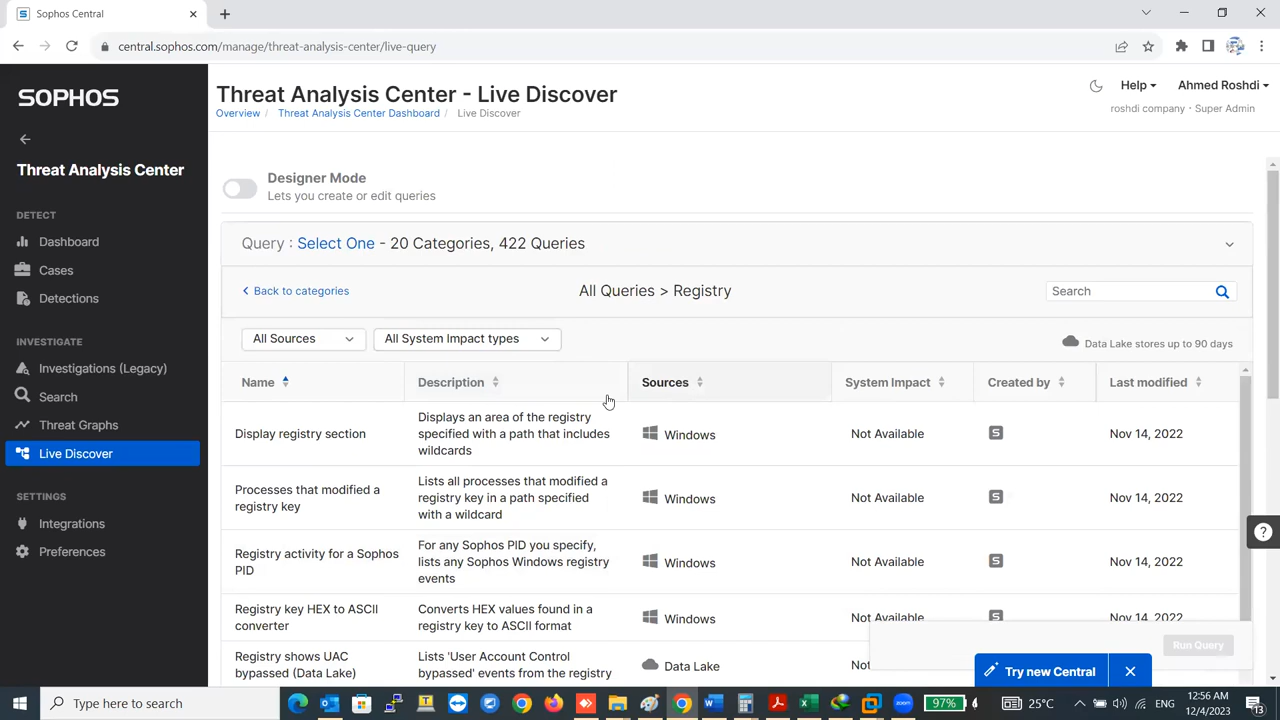 Sophos Central
central.sophos.com/manage/threat-analysis-center/live-query
SOPHOS
Threat Analysis Center - Live Discover
Overview / Threat Analysis Center Dashboard / Live Discover
Help
Ahmed Roshdi
roshdi company · Super Admin
Threat Analysis Center
DETECT
Dashboard
Cases
Detections
INVESTIGATE
Investigations (Legacy)
Search
Threat Graphs
Live Discover
SETTINGS
Integrations
Preferences
Designer Mode
Lets you create or edit queries
Query : Select One - 20 Categories, 422 Queries
Back to categories
All Queries > Registry
Search
All Sources
All System Impact types
Data Lake stores up to 90 days
Name Description Sources System Impact Created by Last modified
Display registry section
Displays an area of the registry
specified with a path that includes
wildcards
Windows
Not Available
S
Nov 14, 2022
Processes that modified a
registry key
Lists all processes that modified a
registry key in a path specified
with a wildcard
Windows
Not Available
S
Nov 14, 2022
Registry activity for a Sophos
PID
For any Sophos PID you specify,
lists any Sophos Windows registry
events
Windows
Not Available
S
Nov 14, 2022
Registry key HEX to ASCII
converter
Converts HEX values found in a
registry key to ASCII format
Windows
Not Available
S
Nov 14, 2022
Registry shows UAC
bypassed (Data Lake)
Lists 'User Account Control
bypassed' events from the registry
Data Lake
Run Query
Try new Central
Type here to search
97%
25°C
12:56 AM
12/4/2023